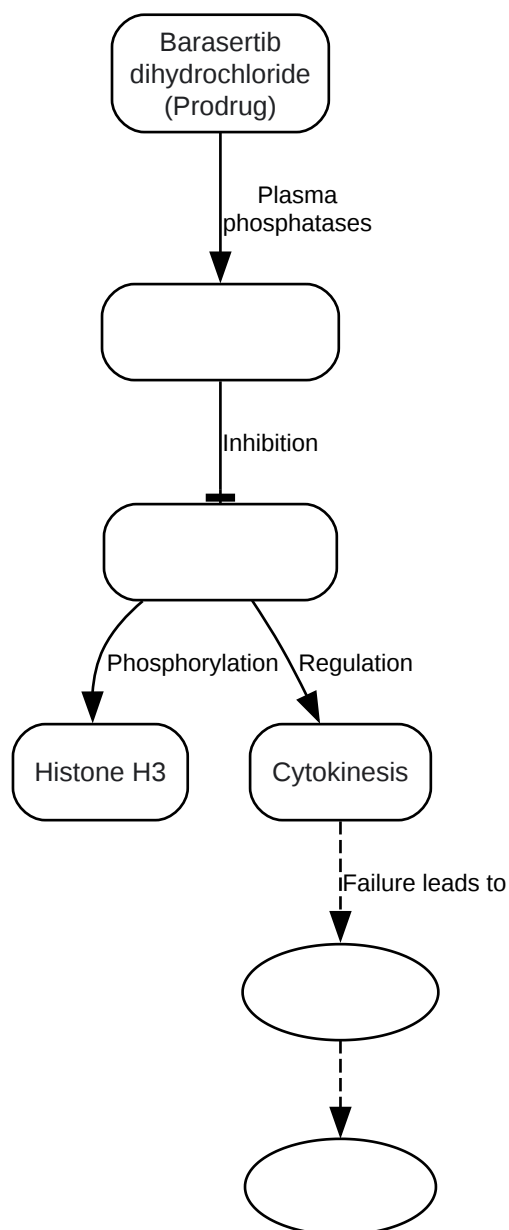 Barasertib
dihydrochloride
(Prodrug)
Plasma
phosphatases
Inhibition
Phosphorylation
Regulation
Histone H3
Cytokinesis
Failure leads to